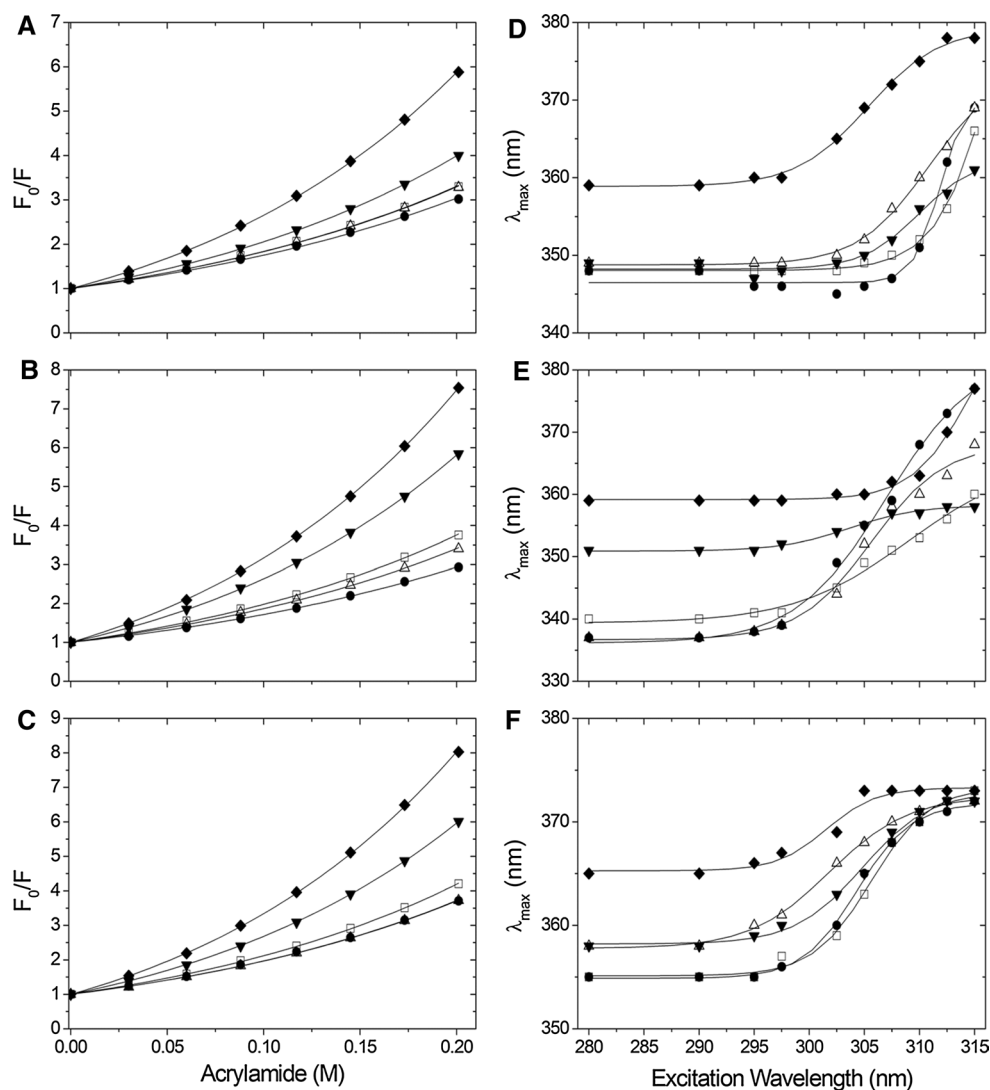 A
7
6
5
4
3
2
1
0
F0/F
B
8
7
6
5
4
3
2
1
0
F0/F
C
9
8
7
6
5
4
3
2
1
0
F0/F
0.00 0.05 0.10 0.15 0.20
Acrylamide (M)
D
380
370
360
350
340
λmax (nm)
E
380
370
360
350
340
330
λmax (nm)
F
380
370
360
350
λmax (nm)
280 285 290 295 300 305 310 315
Excitation Wavelength (nm)